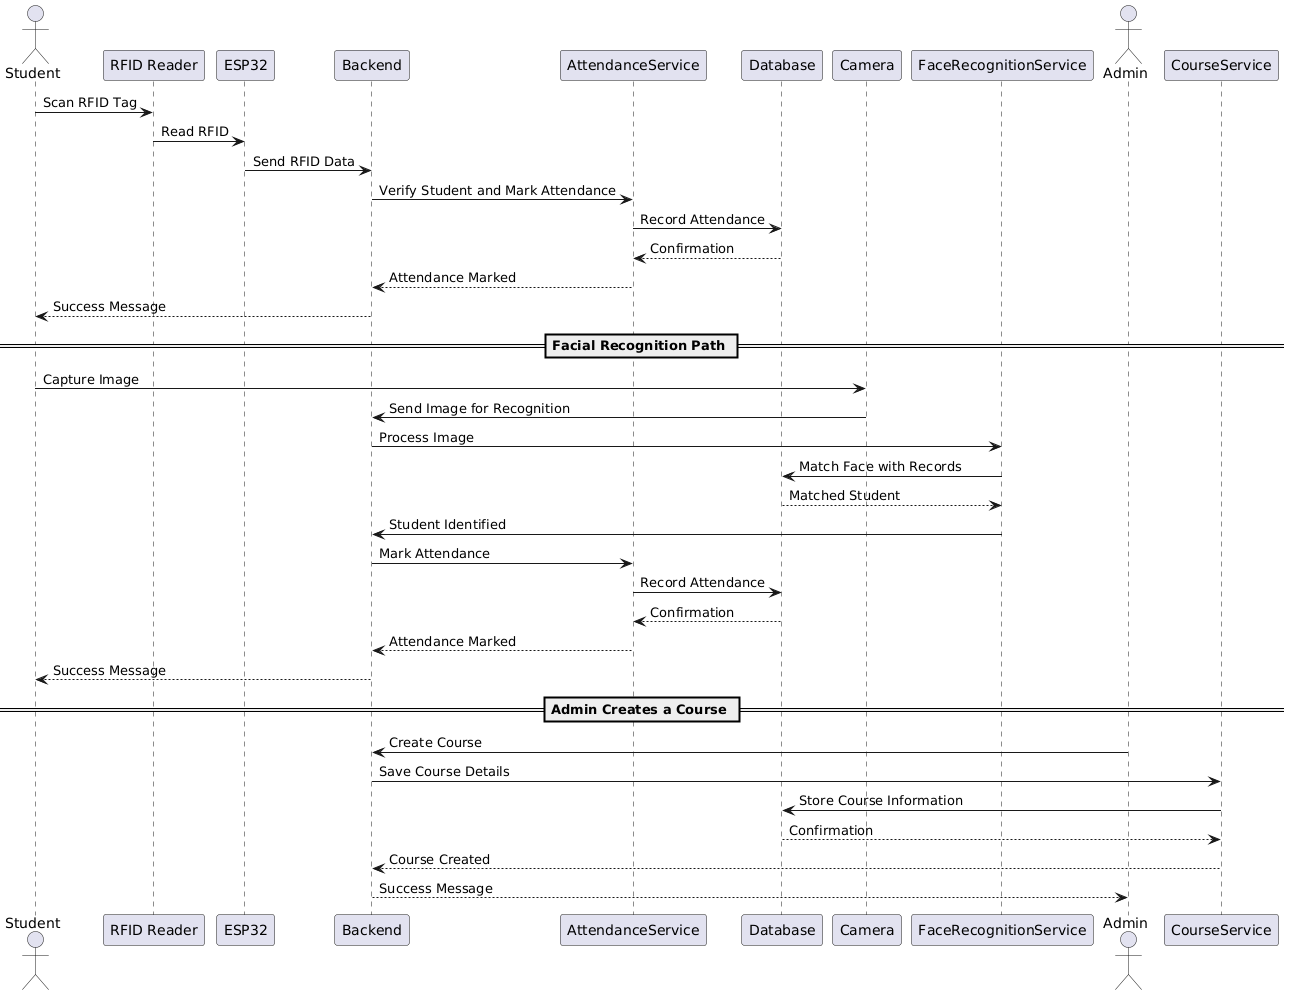 Student
RFID Reader
ESP32
Backend
AttendanceService
Database
Camera
FaceRecognitionService
Admin
CourseService
Scan RFID Tag
Read RFID
Send RFID Data
Verify Student and Mark Attendance
Record Attendance
Confirmation
Attendance Marked
Success Message
Facial Recognition Path
Capture Image
Send Image for Recognition
Process Image
Match Face with Records
Matched Student
Student Identified
Mark Attendance
Record Attendance
Confirmation
Attendance Marked
Success Message
Admin Creates a Course
Create Course
Save Course Details
Store Course Information
Confirmation
Course Created
Success Message
Student
RFID Reader
ESP32
Backend
AttendanceService
Database
Camera
FaceRecognitionService
Admin
CourseService